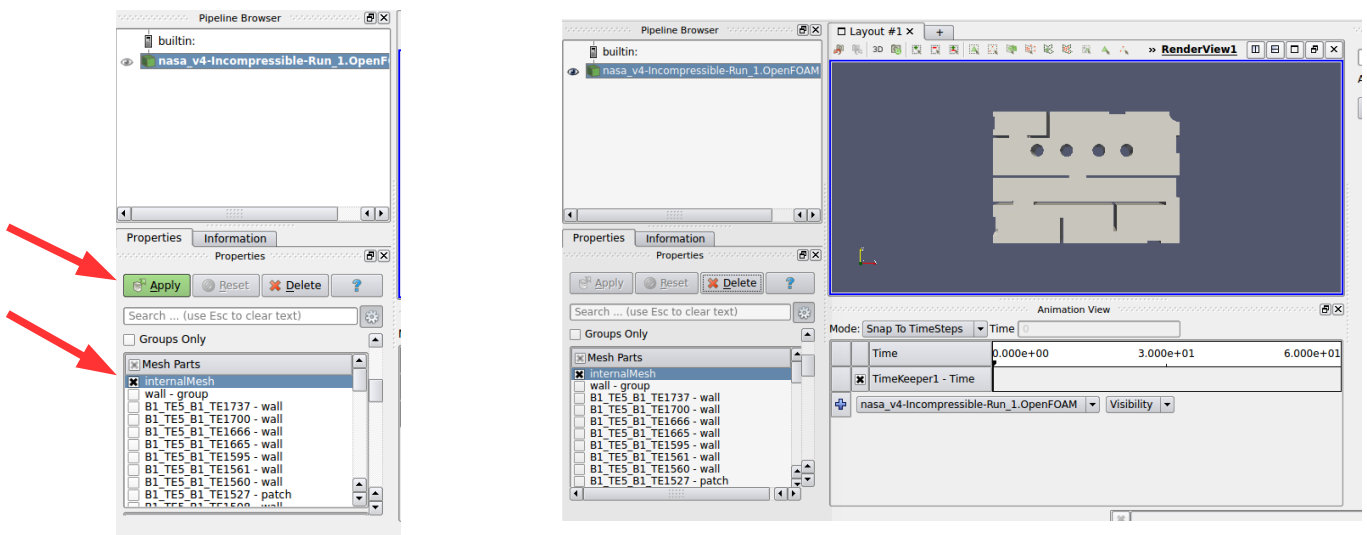 Pipeline Browser
builtin:
nasa_v4-Incompressible-Run_1.OpenF
Properties
Information
Properties
Apply
Reset
Delete
?
Search ... (use Esc to clear text)
Groups Only
Mesh Parts
internalMesh
wall - group
B1_TE5_B1_TE1737 - wall
B1_TE5_B1_TE1700 - wall
B1_TE5_B1_TE1666 - wall
B1_TE5_B1_TE1665 - wall
B1_TE5_B1_TE1595 - wall
B1_TE5_B1_TE1561 - wall
B1_TE5_B1_TE1560 - wall
B1_TE5_B1_TE1527 - patch
B1_TE5_B1_TE1508 - wall
Pipeline Browser
builtin:
nasa_v4-Incompressible-Run_1.OpenFOAM
Properties
Information
Properties
Apply
Reset
Delete
?
Search ... (use Esc to clear text)
Groups Only
Mesh Parts
internalMesh
wall - group
B1_TE5_B1_TE1737 - wall
B1_TE5_B1_TE1700 - wall
B1_TE5_B1_TE1666 - wall
B1_TE5_B1_TE1665 - wall
B1_TE5_B1_TE1595 - wall
B1_TE5_B1_TE1561 - wall
B1_TE5_B1_TE1560 - wall
B1_TE5_B1_TE1527 - patch
Layout #1 × +
3D
» RenderView1
Animation View
Mode: Snap To TimeSteps Time 0
Time 0.000e+00 3.000e+01 6.000e+01
TimeKeeper1 - Time
nasa_v4-Incompressible-Run_1.OpenFOAM Visibility